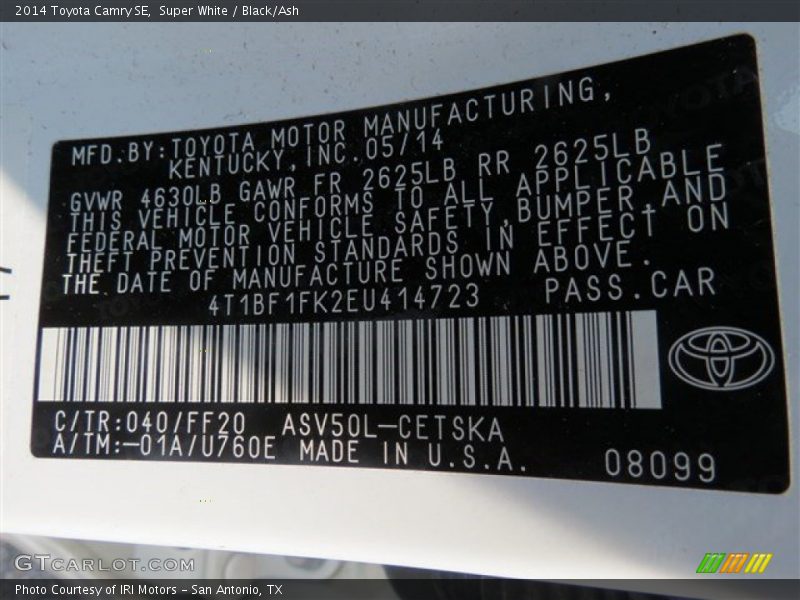 2014 Toyota Camry SE,  Super White / Black/Ash
MFD.BY:TOYOTA MOTOR MANUFACTURING,
KENTUCKY,INC.05/14
GVWR 4630LB GAWR FR 2625LB RR 2625LB
THIS VEHICLE CONFORMS TO ALL APPLICABLE
FEDERAL MOTOR VEHICLE SAFETY,BUMPER,AND
THEFT PREVENTION STANDARDS IN EFFECT ON
THE DATE OF MANUFACTURE SHOWN ABOVE.
4T1BF1FK2EU414723 PASS.CAR
C/TR:040/FF20 ASV50L-CETSKA
A/TM:-01A/U760E MADE IN U.S.A.
08099
GTCARLOT.COM
Photo Courtesy of IRI Motors - San Antonio, TX